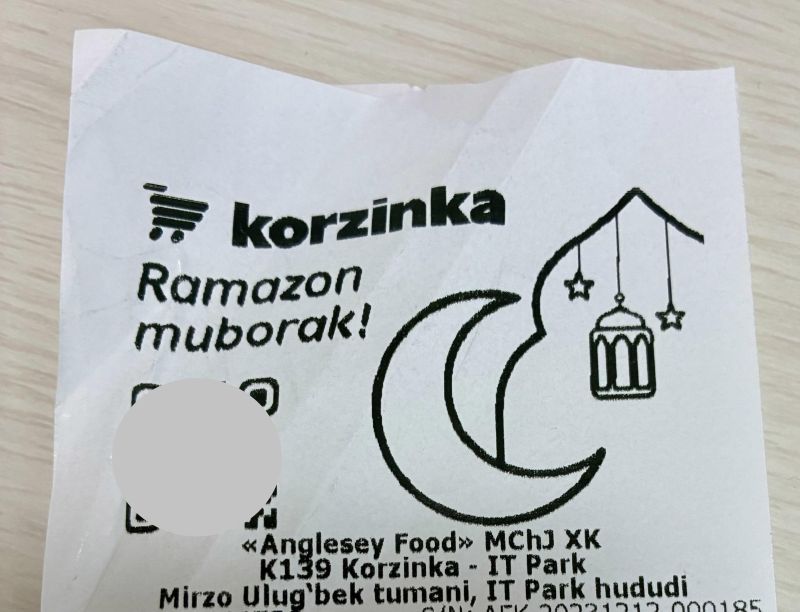 korzinka
Ramazon
muborak!
«Anglesey Food» MChJ XK
K139 Korzinka - IT Park
Mirzo Ulug‘bek tumani, IT Park hududi